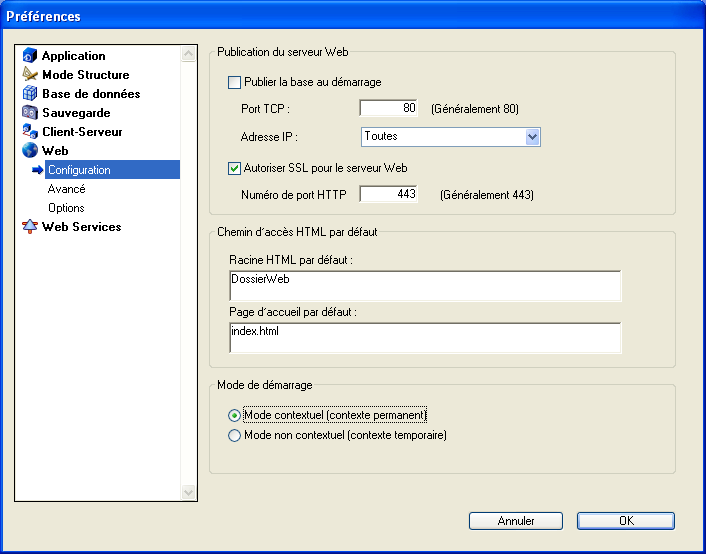 Préférences
Application
Mode Structure
Base de données
Sauvegarde
Client-Serveur
Web
Configuration
Avancé
Options
Web Services
Publication du serveur Web
Publier la base au démarrage
Port TCP : 80 (Généralement 80)
Adresse IP : Toutes
Autoriser SSL pour le serveur Web
Numéro de port HTTP 443 (Généralement 443)
Chemin d'accès HTML par défaut
Racine HTML par défaut :
DossierWeb
Page d'accueil par défaut :
index.html
Mode de démarrage
Mode contextuel (contexte permanent)
Mode non contextuel (contexte temporaire)
Annuler OK